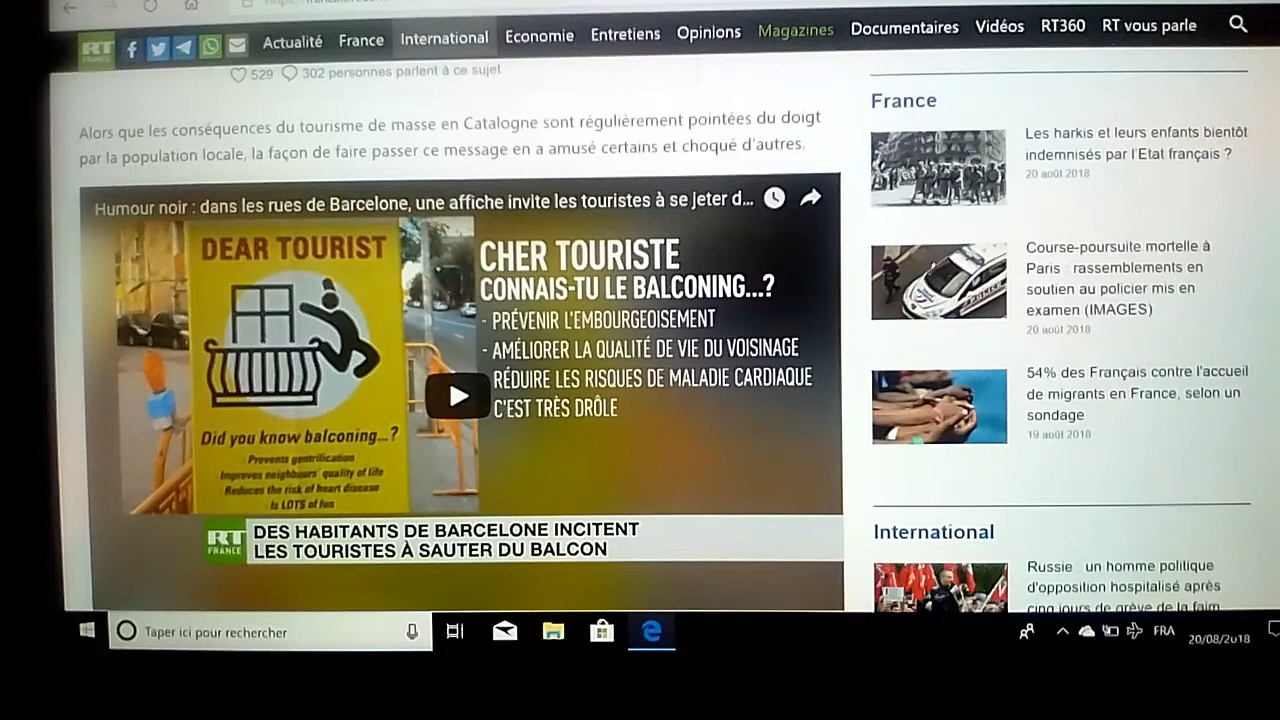 RT FRANCE
Actualité France International Economie Entretiens Opinions Magazines Documentaires Vidéos RT360 RT vous parle
529 302 personnes parlent à ce sujet
Alors que les conséquences du tourisme de masse en Catalogne sont régulièrement pointées du doigt
par la population locale, la façon de faire passer ce message en a amusé certains et choqué d'autres.
Humour noir : dans les rues de Barcelone, une affiche invite les touristes à se jeter d...
DEAR TOURIST
Did you know balconing...?
Prevents gentrification
Improves neighbours' quality of life
Reduces the risk of heart disease
Is LOTS of fun
CHER TOURISTE
CONNAIS-TU LE BALCONING...?
- PRÉVENIR L'EMBOURGEOISEMENT
- AMÉLIORER LA QUALITÉ DE VIE DU VOISINAGE
RÉDUIRE LES RISQUES DE MALADIE CARDIAQUE
C'EST TRÈS DRÔLE
RT FRANCE
DES HABITANTS DE BARCELONE INCITENT
LES TOURISTES À SAUTER DU BALCON
France
Les harkis et leurs enfants bientôt
indemnisés par l'Etat français ?
20 août 2018
Course-poursuite mortelle à
Paris : rassemblements en
soutien au policier mis en
examen (IMAGES)
20 août 2018
54% des Français contre l'accueil
de migrants en France, selon un
sondage
19 août 2018
International
Russie : un homme politique
d'opposition hospitalisé après
cinq jours de grève de la faim
Taper ici pour rechercher
FRA
20/08/2018